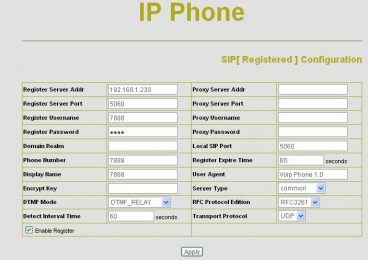 IP Phone
SIP[ Registered ] Configuration
Register Server Addr 192.168.1.230 Proxy Server Addr
Register Server Port 5060 Proxy Server Port
Register Username 7888 Proxy Username
Register Password •••• Proxy Password
Domain Realm Local SIP Port 5060
Phone Number 7888 Register Expire Time 60 seconds
Display Name 7888 User Agent Voip Phone 1.0
Encrypt Key Server Type common
DTMF Mode DTMF_RELAY RFC Protocol Edition RFC3261
Detect Interval Time 60 seconds Transport Protocol UDP
Enable Register
Apply